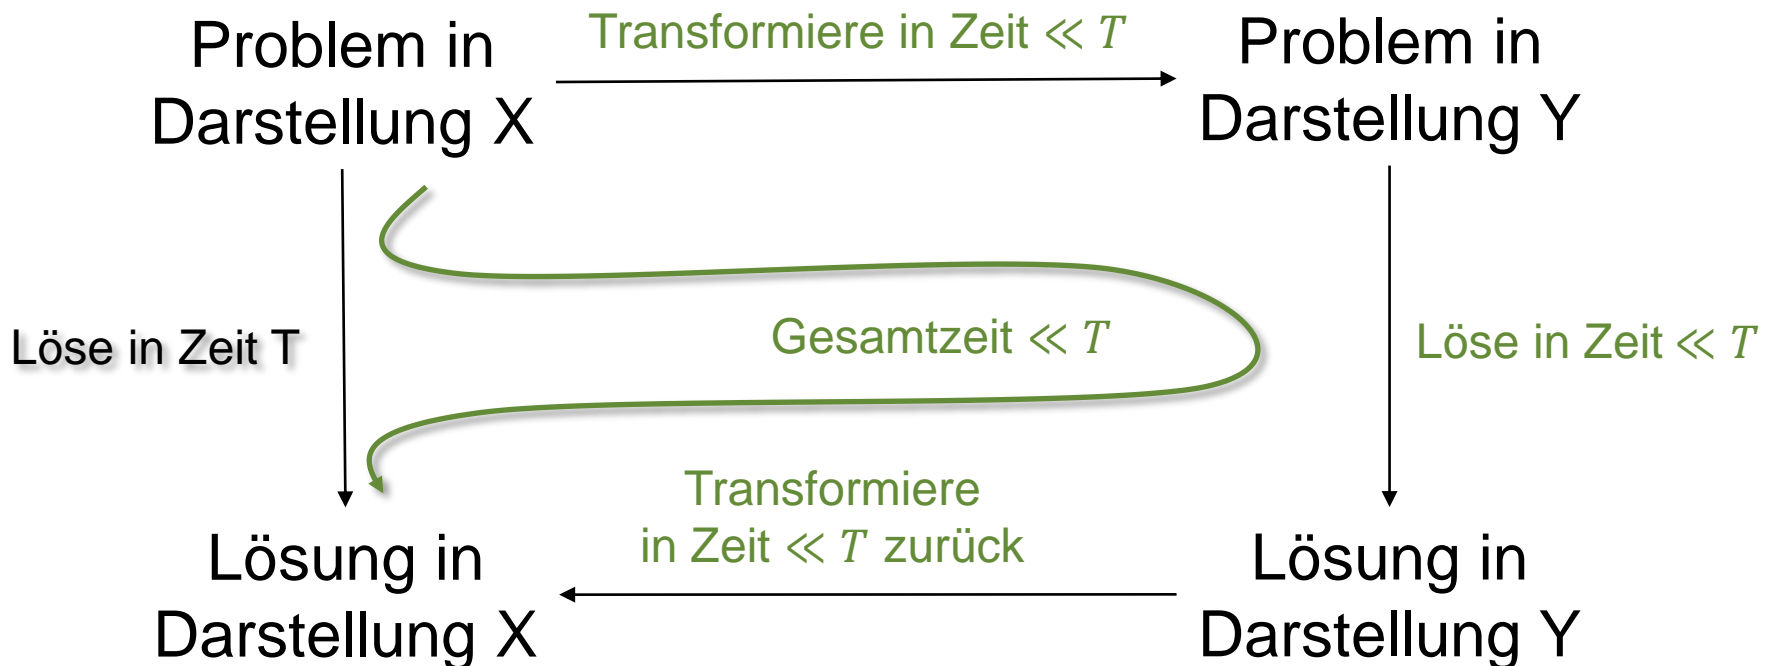 Problem in
Darstellung X
Transformiere in Zeit ≪ T
Problem in
Darstellung Y
Löse in Zeit T
Gesamtzeit ≪ T
Löse in Zeit ≪ T
Transformiere
in Zeit ≪ T zurück
Lösung in
Darstellung X
Lösung in
Darstellung Y